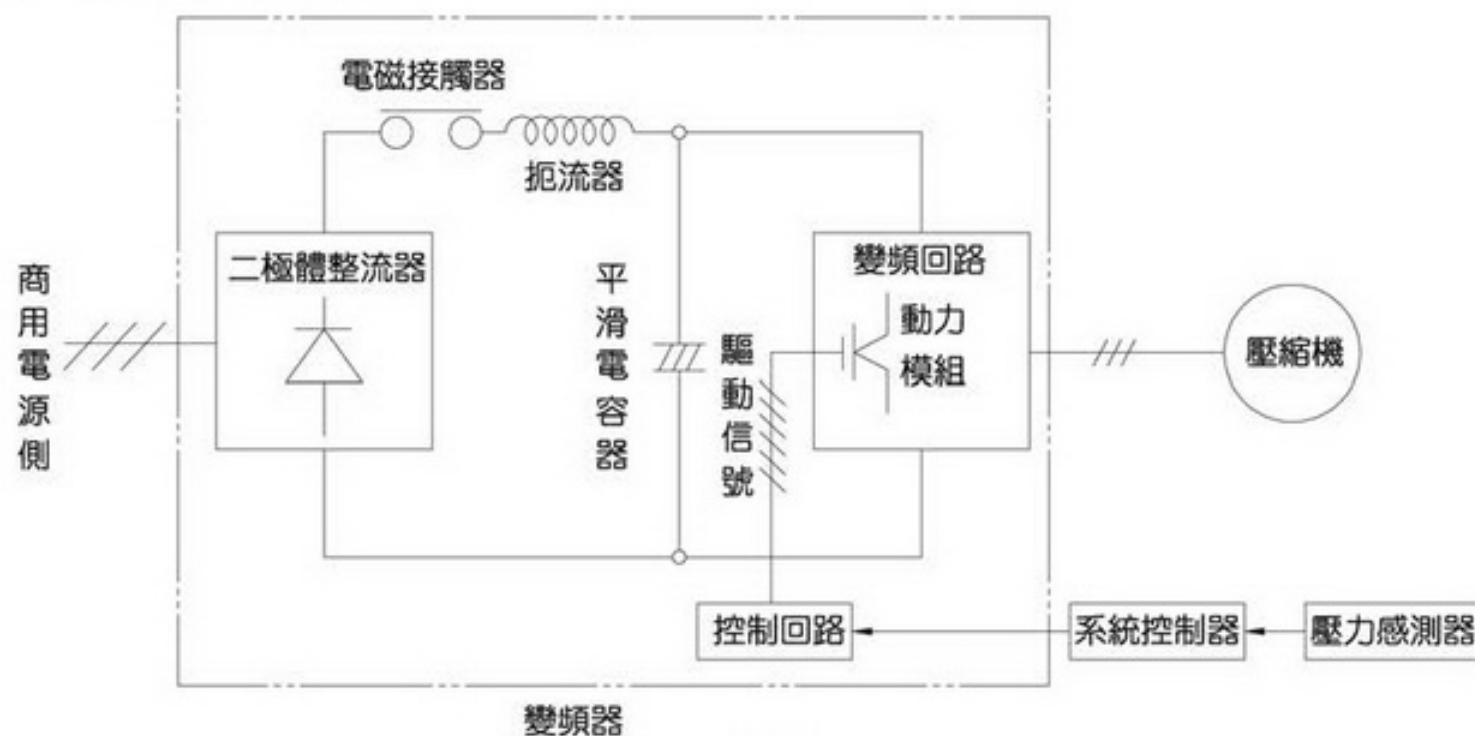 電磁接觸器
扼流器
商用電源側
二極體整流器
平滑電容器
驅動信號
變頻回路
動力
模組
壓縮機
控制回路
系統控制器
壓力感測器
變頻器